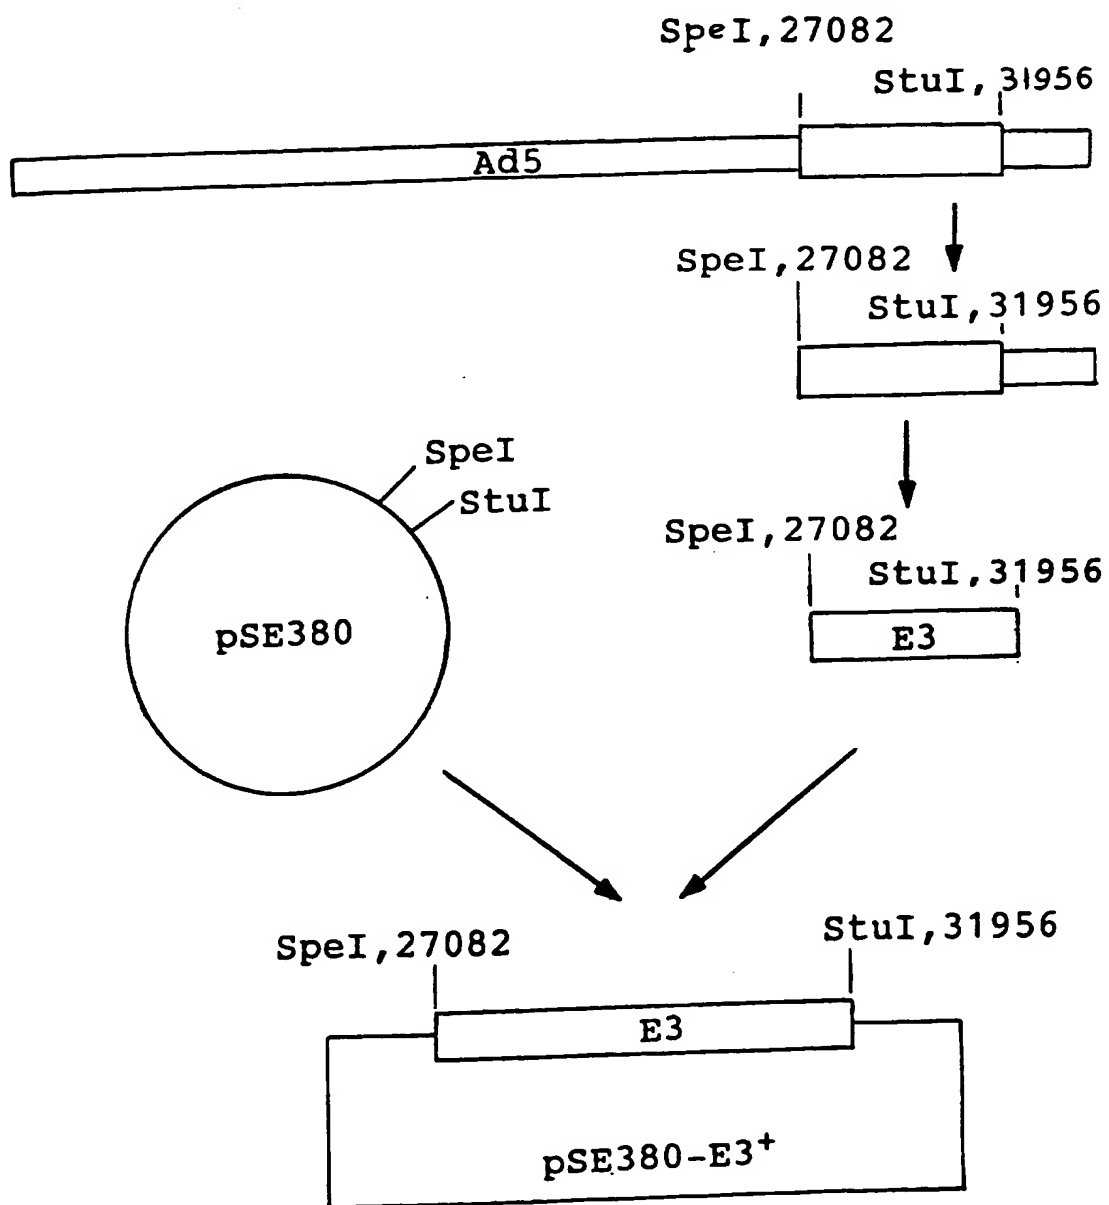 SpeI,27082
StuI, 31956
Ad5
SpeI,27082
StuI,31956
SpeI
StuI
pSE380
SpeI,27082
StuI,31956
E3
SpeI,27082
StuI,31956
E3
pSE380-E3⁺